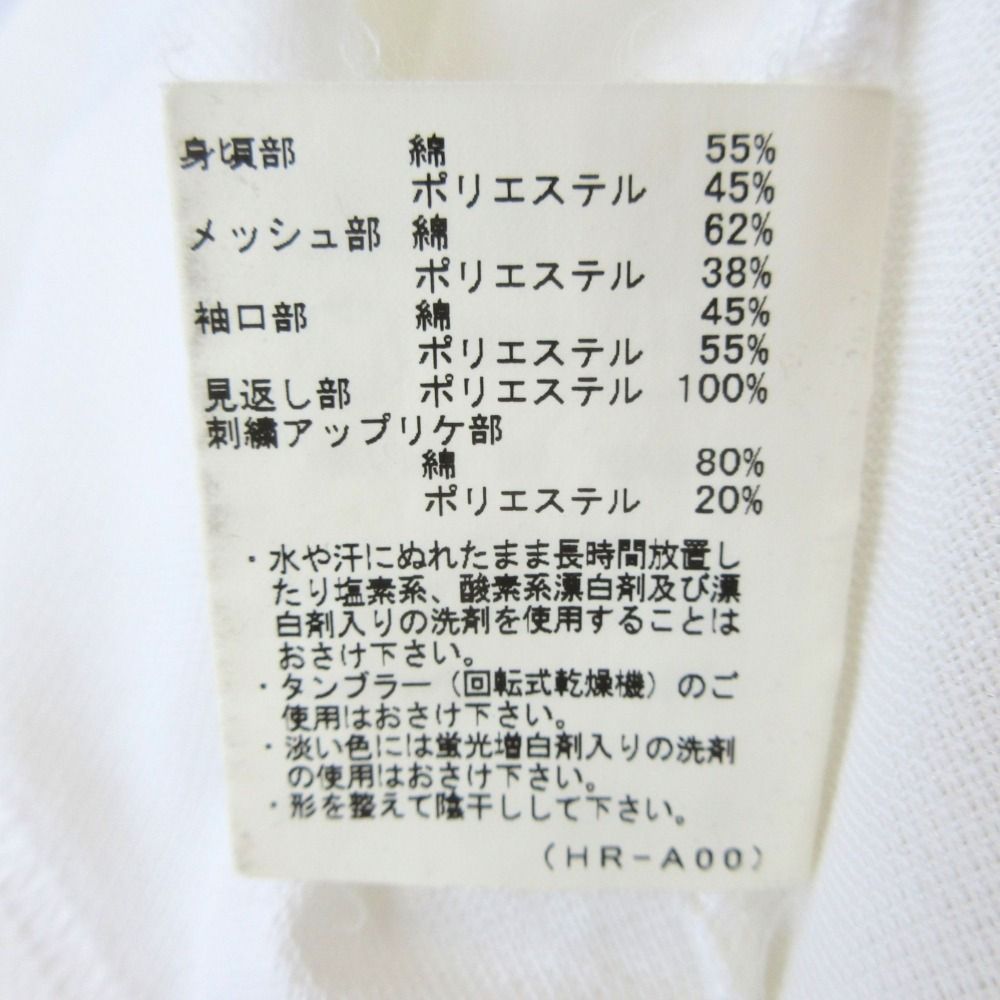 身頃部 綿 55%
ポリエステル 45%
メッシュ部 綿 62%
ポリエステル 38%
袖口部 綿 45%
ポリエステル 55%
見返し部 ポリエステル 100%
刺繍アップリケ部
綿 80%
ポリエステル 20%
・水や汗にぬれたまま長時間放置し
たり塩素系、酸素系漂白剤及び漂
白剤入りの洗剤を使用することは
おさけ下さい。
・タンブラー(回転式乾燥機)のご
使用はおさけ下さい。
・淡い色には蛍光増白剤入りの洗剤
の使用はおさけ下さい。
・形を整えて陰干しして下さい。
(HR-A00)